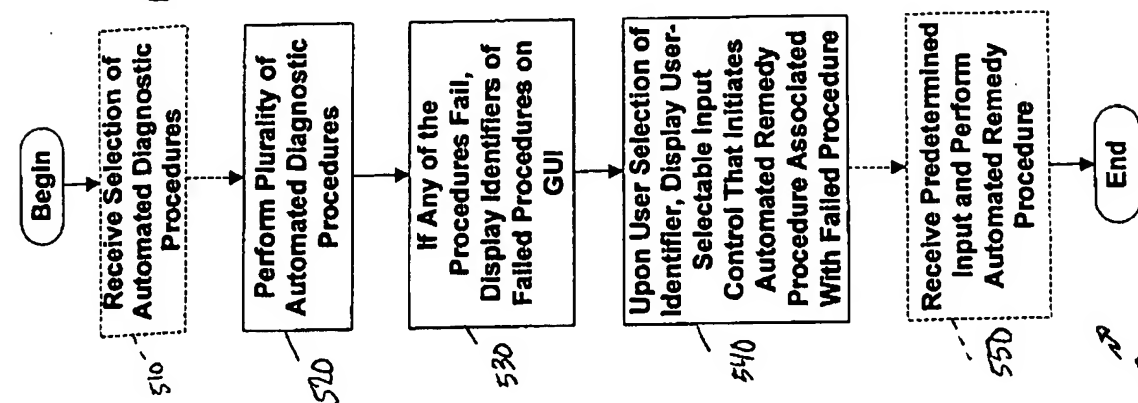 Begin
Receive Selection of
Automated Diagnostic
Procedures
510
Perform Plurality of
Automated Diagnostic
Procedures
520
If Any of the
Procedures Fail,
Display Identifiers of
Failed Procedures on
GUI
530
Upon User Selection of
Identifier, Display User-
Selectable Input
Control That Initiates
Automated Remedy
Procedure Associated
With Failed Procedure
540
Receive Predetermined
Input and Perform
Automated Remedy
Procedure
550
End